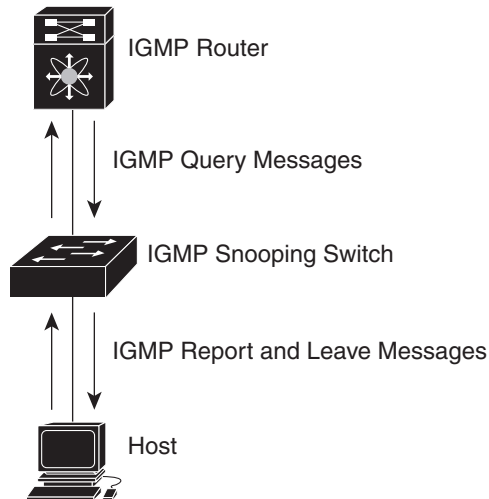 IGMP Router
IGMP Query Messages
IGMP Snooping Switch
IGMP Report and Leave Messages
Host